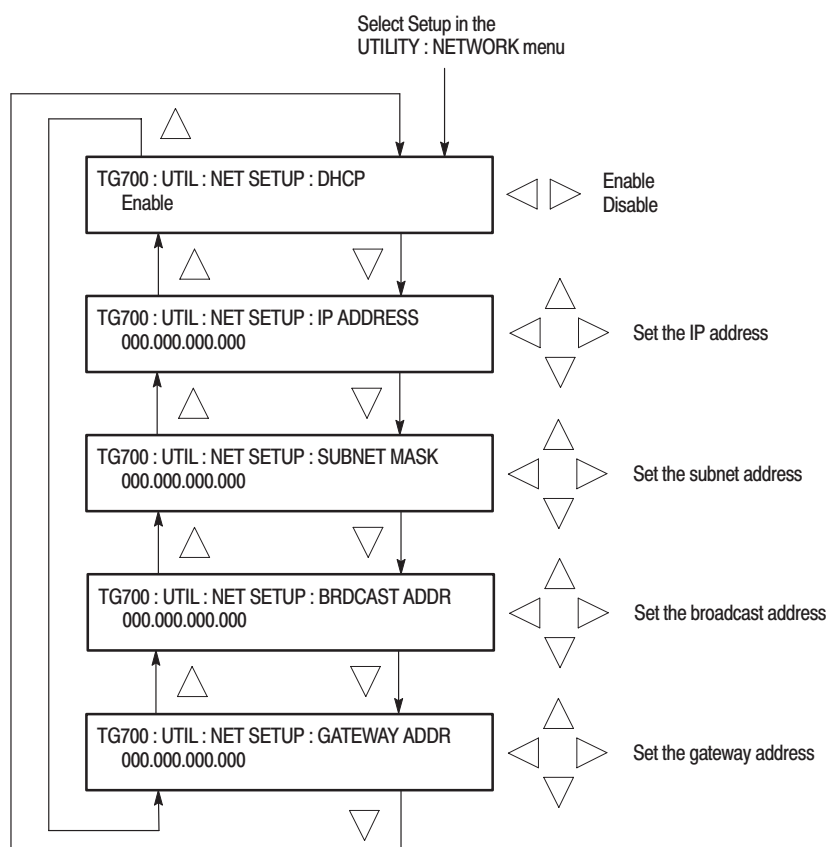 Select Setup in the
UTILITY : NETWORK menu
TG700 : UTIL : NET SETUP : DHCP
Enable
Enable
Disable
TG700 : UTIL : NET SETUP : IP ADDRESS
000.000.000.000
Set the IP address
TG700 : UTIL : NET SETUP : SUBNET MASK
000.000.000.000
Set the subnet address
TG700 : UTIL : NET SETUP : BRDCAST ADDR
000.000.000.000
Set the broadcast address
TG700 : UTIL : NET SETUP : GATEWAY ADDR
000.000.000.000
Set the gateway address